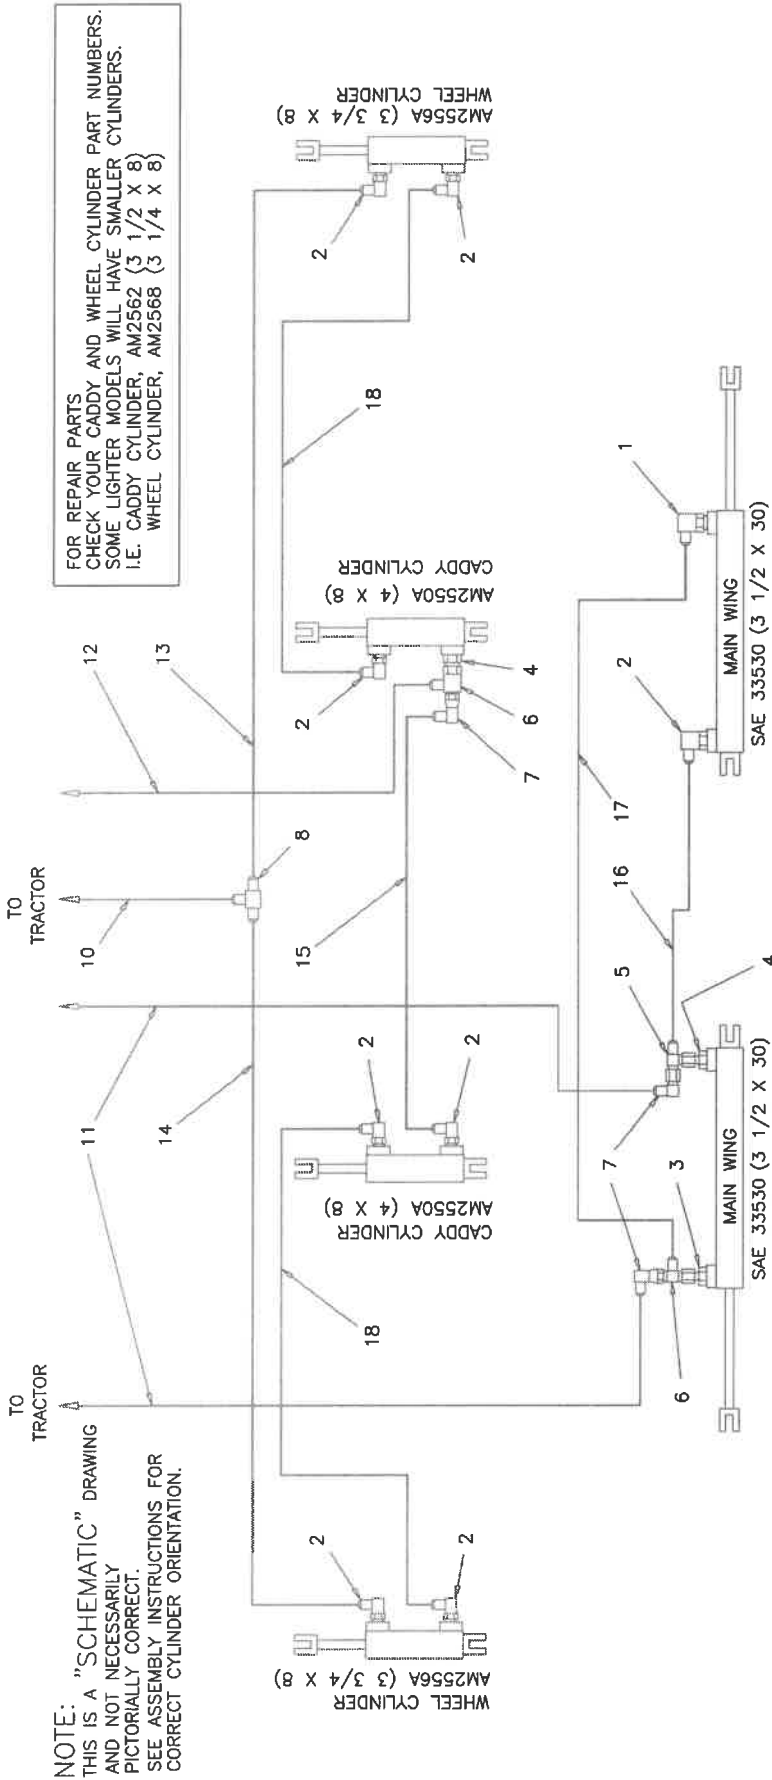 NOTE:
THIS IS A "SCHEMATIC" DRAWING
AND NOT NECESSARILY
PICTORIALLY CORRECT.
SEE ASSEMBLY INSTRUCTIONS FOR
CORRECT CYLINDER ORIENTATION.
TO
TRACTOR
TO
TRACTOR
FOR REPAIR PARTS
CHECK YOUR CADDY AND WHEEL CYLINDER PART NUMBERS.
SOME LIGHTER MODELS WILL HAVE SMALLER CYLINDERS.
I.E. CADDY CYLINDER, AM2562 (3 1/2 X 8)
WHEEL CYLINDER, AM2568 (3 1/4 X 8)
11
10
12
14
13
8
WHEEL CYLINDER
AM2556A (3 3/4 X 8)
2
2
18
CADDY CYLINDER
AM2550A (4 X 8)
2
2
15
2
4
6
7
AM2550A (4 X 8)
CADDY CYLINDER
18
2
2
AM2556A (3 3/4 X 8)
WHEEL CYLINDER
7
6
3
5
4
16
17
2
1
MAIN WING
SAE 33530 (3 1/2 X 30)
MAIN WING
SAE 33530 (3 1/2 X 30)